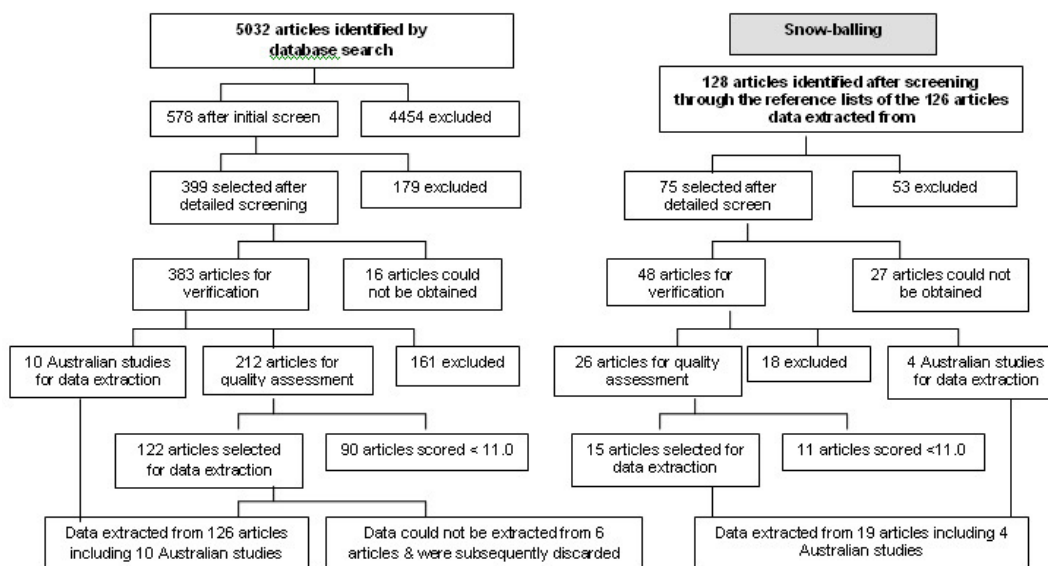 5032 articles identified by
database search
578 after initial screen
4454 excluded
399 selected after
detailed screening
179 excluded
383 articles for
verification
16 articles could
not be obtained
10 Australian studies
for data extraction
212 articles for
quality assessment
161 excluded
122 articles selected
for data extraction
90 articles scored < 11.0
Data extracted from 126 articles
including 10 Australian studies
Data could not be extracted from 6
articles & were subsequently discarded
Snow-balling
128 articles identified after screening
through the reference lists of the 126 articles
data extracted from
75 selected after
detailed screen
53 excluded
48 articles for
verification
27 articles could not
be obtained
26 articles for quality
assessment
18 excluded
4 Australian studies
for data extraction
15 articles selected for
data extraction
11 articles scored <11.0
Data extracted from 19 articles including 4
Australian studies